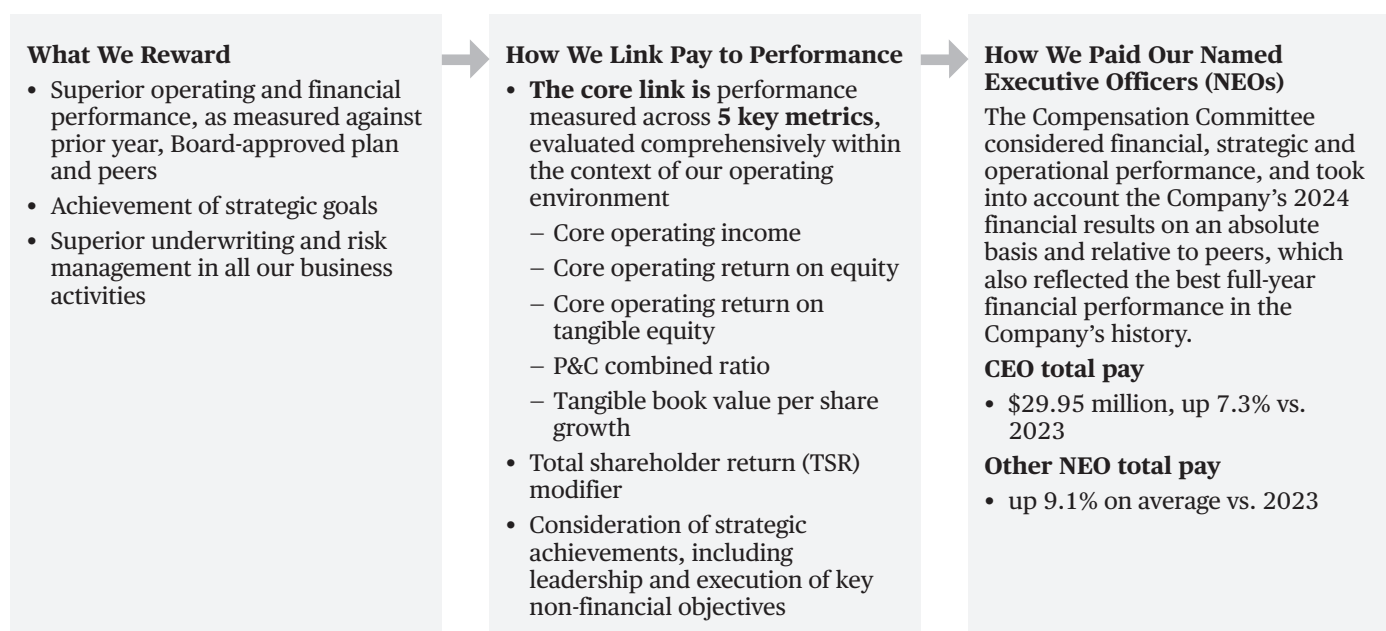 What We Reward
• Superior operating and financial
performance, as measured against
prior year, Board-approved plan
and peers
• Achievement of strategic goals
• Superior underwriting and risk
management in all our business
activities
How We Link Pay to Performance
• The core link is performance
measured across 5 key metrics,
evaluated comprehensively within
the context of our operating
environment
– Core operating income
– Core operating return on equity
– Core operating return on
tangible equity
– P&C combined ratio
– Tangible book value per share
growth
• Total shareholder return (TSR)
modifier
• Consideration of strategic
achievements, including
leadership and execution of key
non-financial objectives
How We Paid Our Named
Executive Officers (NEOs)
The Compensation Committee
considered financial, strategic and
operational performance, and took
into account the Company’s 2024
financial results on an absolute
basis and relative to peers, which
also reflected the best full-year
financial performance in the
Company’s history.
CEO total pay
• $29.95 million, up 7.3% vs.
2023
Other NEO total pay
• up 9.1% on average vs. 2023